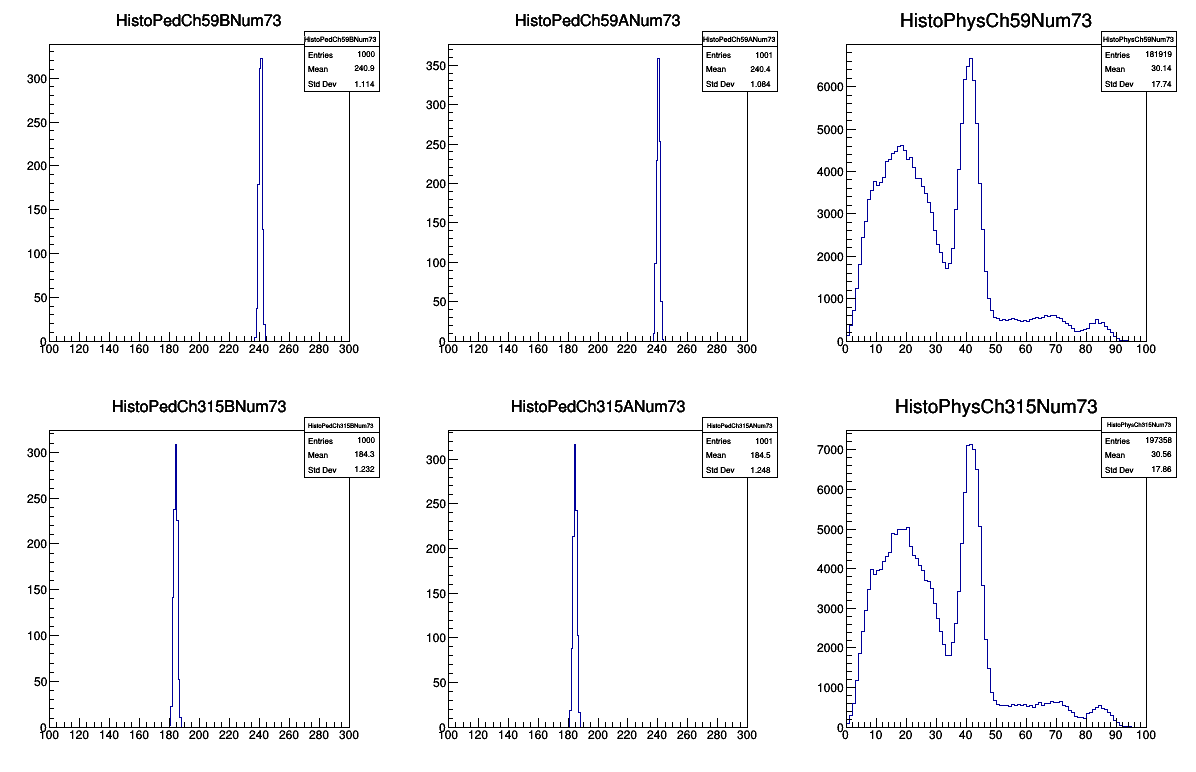 HistoPedCh59BNum73
HistoPedCh59BNum73
Entries 1000
Mean 240.9
Std Dev 1.114
0 50 100 150 200 250 300
100 120 140 160 180 200 220 240 260 280 300
HistoPedCh59ANum73
HistoPedCh59ANum73
Entries 1001
Mean 240.4
Std Dev 1.084
0 50 100 150 200 250 300 350
100 120 140 160 180 200 220 240 260 280 300
HistoPhysCh59Num73
HistoPhysCh59Num73
Entries 181919
Mean 30.14
Std Dev 17.74
0 1000 2000 3000 4000 5000 6000
0 10 20 30 40 50 60 70 80 90 100
HistoPedCh315BNum73
HistoPedCh315BNum73
Entries 1000
Mean 184.3
Std Dev 1.232
0 50 100 150 200 250 300
100 120 140 160 180 200 220 240 260 280 300
HistoPedCh315ANum73
HistoPedCh315ANum73
Entries 1001
Mean 184.5
Std Dev 1.248
0 50 100 150 200 250 300
100 120 140 160 180 200 220 240 260 280 300
HistoPhysCh315Num73
HistoPhysCh315Num73
Entries 197358
Mean 30.56
Std Dev 17.86
0 1000 2000 3000 4000 5000 6000 7000
0 10 20 30 40 50 60 70 80 90 100